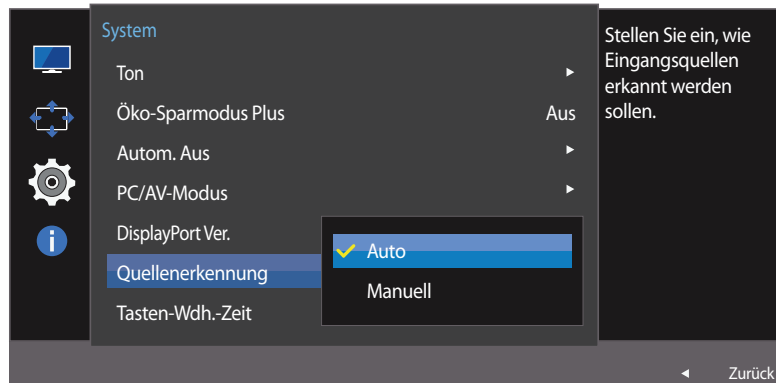 System
Ton
Öko-Sparmodus Plus Aus
Autom. Aus
PC/AV-Modus
DisplayPort Ver.
Quellenerkennung
Tasten-Wdh.-Zeit
Auto
Manuell
Stellen Sie ein, wie
Eingangsquellen
erkannt werden
sollen.
Zurück